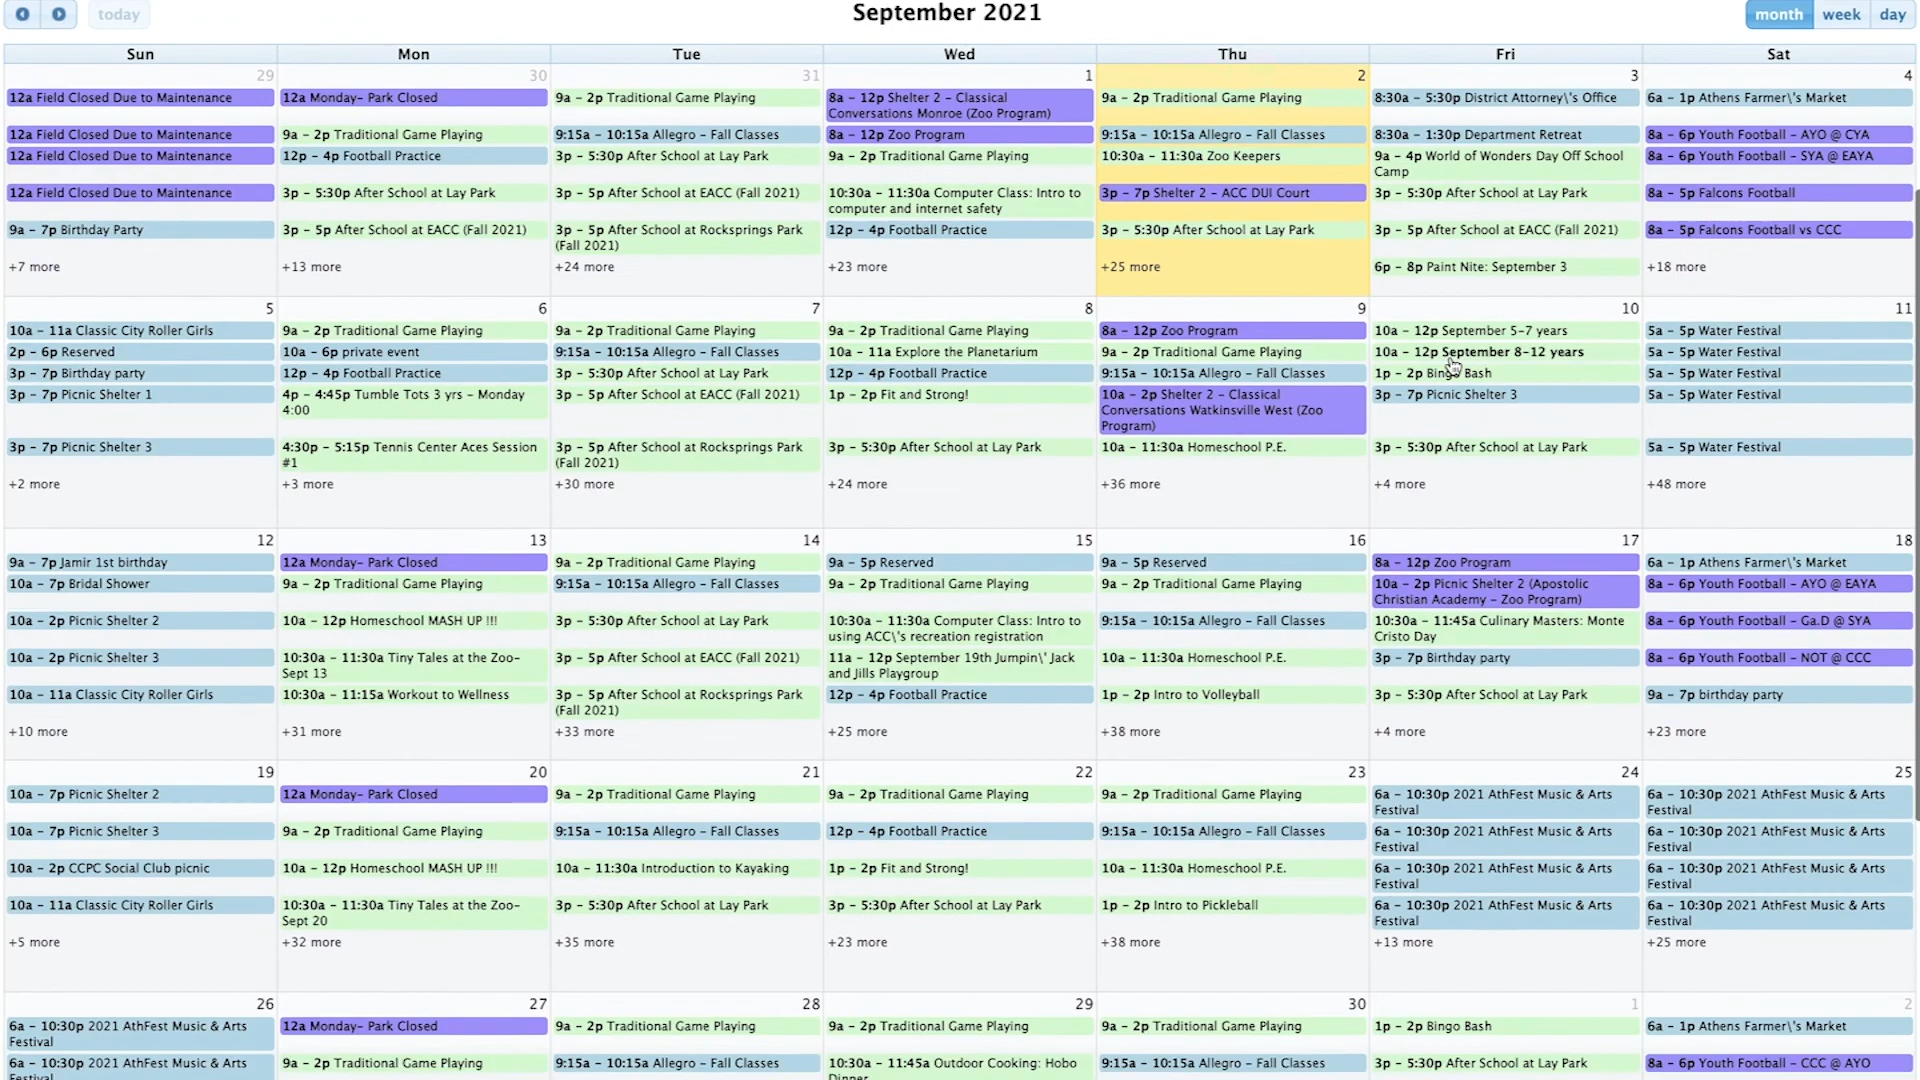 today
September 2021
month week day
Sun Mon Tue Wed Thu Fri Sat
29
12a Field Closed Due to Maintenance
12a Field Closed Due to Maintenance
12a Field Closed Due to Maintenance
12a Field Closed Due to Maintenance
9a - 7p Birthday Party
+7 more
30
12a Monday- Park Closed
9a - 2p Traditional Game Playing
12p - 4p Football Practice
3p - 5:30p After School at Lay Park
3p - 5p After School at EACC (Fall 2021)
+13 more
31
9a - 2p Traditional Game Playing
9:15a - 10:15a Allegro - Fall Classes
3p - 5:30p After School at Lay Park
3p - 5p After School at EACC (Fall 2021)
3p - 5p After School at Rocksprings Park
(Fall 2021)
+24 more
1
8a - 12p Shelter 2 - Classical
Conversations Monroe (Zoo Program)
8a - 12p Zoo Program
9a - 2p Traditional Game Playing
10:30a - 11:30a Computer Class: Intro to
computer and internet safety
12p - 4p Football Practice
+23 more
2
9a - 2p Traditional Game Playing
9:15a - 10:15a Allegro - Fall Classes
10:30a - 11:30a Zoo Keepers
3p - 7p Shelter 2 - ACC DUI Court
3p - 5:30p After School at Lay Park
+25 more
3
8:30a - 5:30p District Attorney\'s Office
8:30a - 1:30p Department Retreat
9a - 4p World of Wonders Day Off School
Camp
3p - 5:30p After School at Lay Park
3p - 5p After School at EACC (Fall 2021)
6p - 8p Paint Nite: September 3
4
6a - 1p Athens Farmer\'s Market
8a - 6p Youth Football - AYO @ CYA
8a - 6p Youth Football - SYA @ EAYA
8a - 5p Falcons Football
8a - 5p Falcons Football vs CCC
+18 more
5
10a - 11a Classic City Roller Girls
2p - 6p Reserved
3p - 7p Birthday party
3p - 7p Picnic Shelter 1
3p - 7p Picnic Shelter 3
+2 more
6
9a - 2p Traditional Game Playing
10a - 6p private event
12p - 4p Football Practice
4p - 4:45p Tumble Tots 3 yrs - Monday
4:00
4:30p - 5:15p Tennis Center Aces Session
#1
+3 more
7
9a - 2p Traditional Game Playing
9:15a - 10:15a Allegro - Fall Classes
3p - 5:30p After School at Lay Park
3p - 5p After School at EACC (Fall 2021)
3p - 5p After School at Rocksprings Park
(Fall 2021)
+30 more
8
9a - 2p Traditional Game Playing
10a - 11a Explore the Planetarium
12p - 4p Football Practice
1p - 2p Fit and Strong!
3p - 5:30p After School at Lay Park
+24 more
9
8a - 12p Zoo Program
9a - 2p Traditional Game Playing
9:15a - 10:15a Allegro - Fall Classes
10a - 2p Shelter 2 - Classical
Conversations Watkinsville West (Zoo
Program)
10a - 11:30a Homeschool P.E.
+36 more
10
10a - 12p September 5-7 years
10a - 12p September 8-12 years
1p - 2p Bingo Bash
3p - 7p Picnic Shelter 3
3p - 5:30p After School at Lay Park
+4 more
11
5a - 5p Water Festival
5a - 5p Water Festival
5a - 5p Water Festival
5a - 5p Water Festival
5a - 5p Water Festival
+48 more
12
9a - 7p Jamir 1st birthday
10a - 7p Bridal Shower
10a - 2p Picnic Shelter 2
10a - 2p Picnic Shelter 3
10a - 11a Classic City Roller Girls
+10 more
13
12a Monday- Park Closed
9a - 2p Traditional Game Playing
10a - 12p Homeschool MASH UP !!!
10:30a - 11:30a Tiny Tales at the Zoo-
Sept 13
10:30a - 11:15a Workout to Wellness
+31 more
14
9a - 2p Traditional Game Playing
9:15a - 10:15a Allegro - Fall Classes
3p - 5:30p After School at Lay Park
3p - 5p After School at EACC (Fall 2021)
3p - 5p After School at Rocksprings Park
(Fall 2021)
+33 more
15
9a - 5p Reserved
9a - 2p Traditional Game Playing
10:30a - 11:30a Computer Class: Intro to
using ACC\'s recreation registration
11a - 12p September 19th Jumpin\' Jack
and Jills Playgroup
12p - 4p Football Practice
+25 more
16
9a - 5p Reserved
9a - 2p Traditional Game Playing
9:15a - 10:15a Allegro - Fall Classes
10a - 11:30a Homeschool P.E.
1p - 2p Intro to Volleyball
+38 more
17
8a - 12p Zoo Program
10a - 2p Picnic Shelter 2 (Apostolic
Christian Academy - Zoo Program)
10:30a - 11:45a Culinary Masters: Monte
Cristo Day
3p - 7p Birthday party
3p - 5:30p After School at Lay Park
+4 more
18
6a - 1p Athens Farmer\'s Market
8a - 6p Youth Football - AYO @ EAYA
8a - 6p Youth Football - Ga.D @ SYA
8a - 6p Youth Football - NOT @ CCC
9a - 7p birthday party
+23 more
19
10a - 7p Picnic Shelter 2
10a - 7p Picnic Shelter 3
10a - 2p CCPC Social Club picnic
10a - 11a Classic City Roller Girls
+5 more
20
12a Monday- Park Closed
9a - 2p Traditional Game Playing
10a - 12p Homeschool MASH UP !!!
10:30a - 11:30a Tiny Tales at the Zoo-
Sept 20
+32 more
21
9a - 2p Traditional Game Playing
9:15a - 10:15a Allegro - Fall Classes
10a - 11:30a Introduction to Kayaking
3p - 5:30p After School at Lay Park
+35 more
22
9a - 2p Traditional Game Playing
12p - 4p Football Practice
1p - 2p Fit and Strong!
3p - 5:30p After School at Lay Park
+23 more
23
9a - 2p Traditional Game Playing
9:15a - 10:15a Allegro - Fall Classes
10a - 11:30a Homeschool P.E.
1p - 2p Intro to Pickleball
+38 more
24
6a - 10:30p 2021 AthFest Music & Arts
Festival
6a - 10:30p 2021 AthFest Music & Arts
Festival
6a - 10:30p 2021 AthFest Music & Arts
Festival
6a - 10:30p 2021 AthFest Music & Arts
Festival
+13 more
25
6a - 10:30p 2021 AthFest Music & Arts
Festival
6a - 10:30p 2021 AthFest Music & Arts
Festival
6a - 10:30p 2021 AthFest Music & Arts
Festival
6a - 10:30p 2021 AthFest Music & Arts
Festival
+25 more
26
6a - 10:30p 2021 AthFest Music & Arts
Festival
6a - 10:30p 2021 AthFest Music & Arts
Festival
27
12a Monday- Park Closed
9a - 2p Traditional Game Playing
28
9a - 2p Traditional Game Playing
9:15a - 10:15a Allegro - Fall Classes
29
9a - 2p Traditional Game Playing
10:30a - 11:45a Outdoor Cooking: Hobo
Dinner
30
9a - 2p Traditional Game Playing
9:15a - 10:15a Allegro - Fall Classes
1
1p - 2p Bingo Bash
3p - 5:30p After School at Lay Park
2
6a - 1p Athens Farmer\'s Market
8a - 6p Youth Football - CCC @ AYO